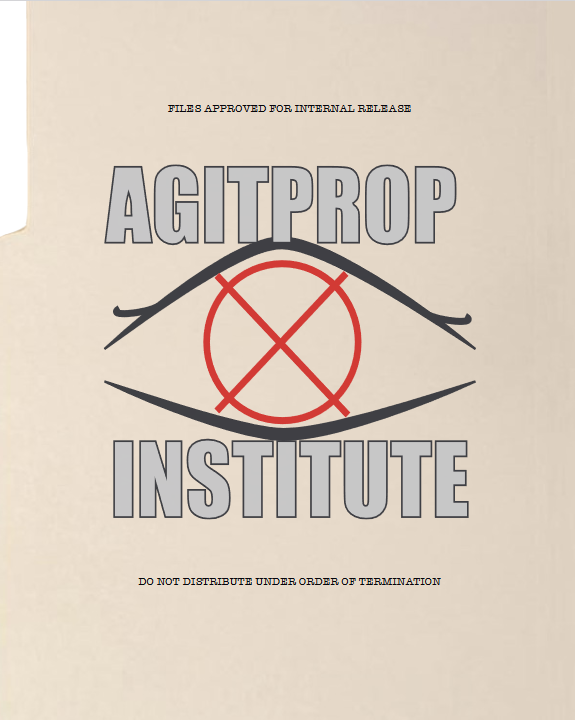 FILES APPROVED FOR INTERNAL RELEASE
AGITPROP
INSTITUTE
DO NOT DISTRIBUTE UNDER ORDER OF TERMINATION